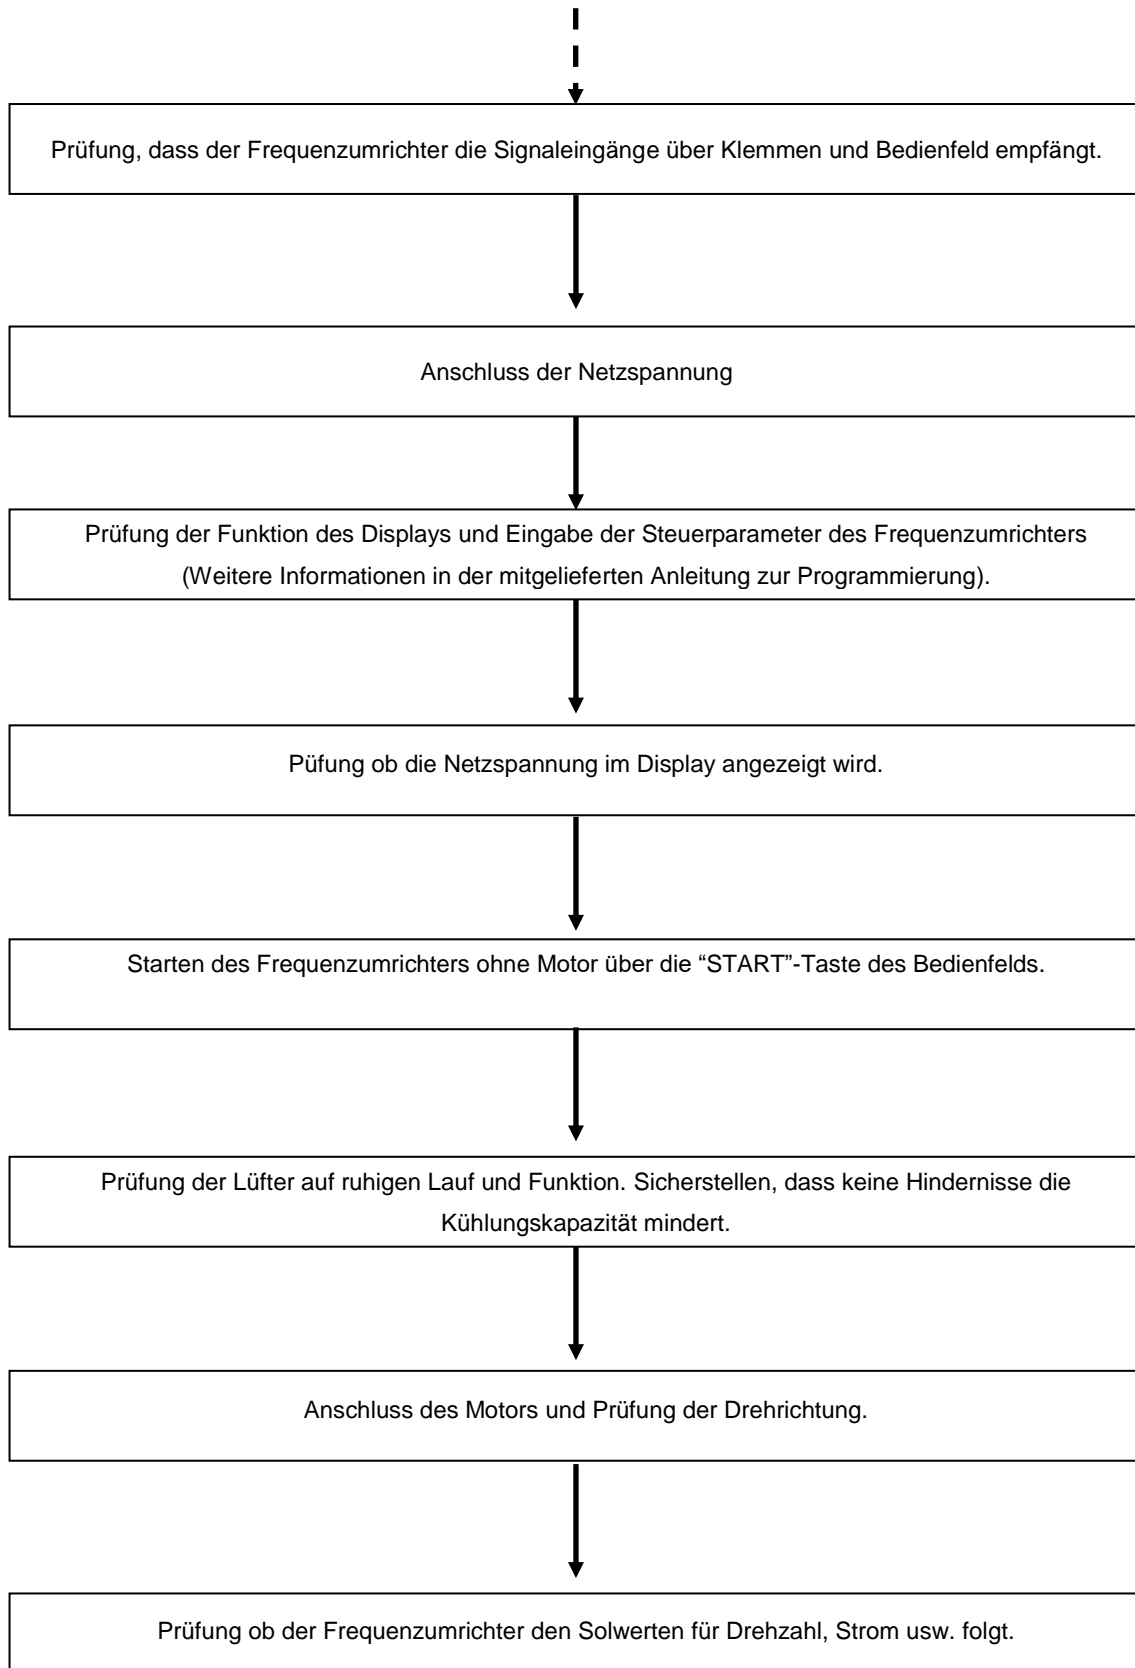 Prüfung, dass der Frequenzumrichter die Signaleingänge über Klemmen und Bedienfeld empfängt.
Anschluss der Netzspannung
Prüfung der Funktion des Displays und Eingabe der Steuerparameter des Frequenzumrichters
(Weitere Informationen in der mitgelieferten Anleitung zur Programmierung).
Püfung ob die Netzspannung im Display angezeigt wird.
Starten des Frequenzumrichters ohne Motor über die “START”-Taste des Bedienfelds.
Prüfung der Lüfter auf ruhigen Lauf und Funktion. Sicherstellen, dass keine Hindernisse die
Kühlungskapazität mindert.
Anschluss des Motors und Prüfung der Drehrichtung.
Prüfung ob der Frequenzumrichter den Solwerten für Drehzahl, Strom usw. folgt.